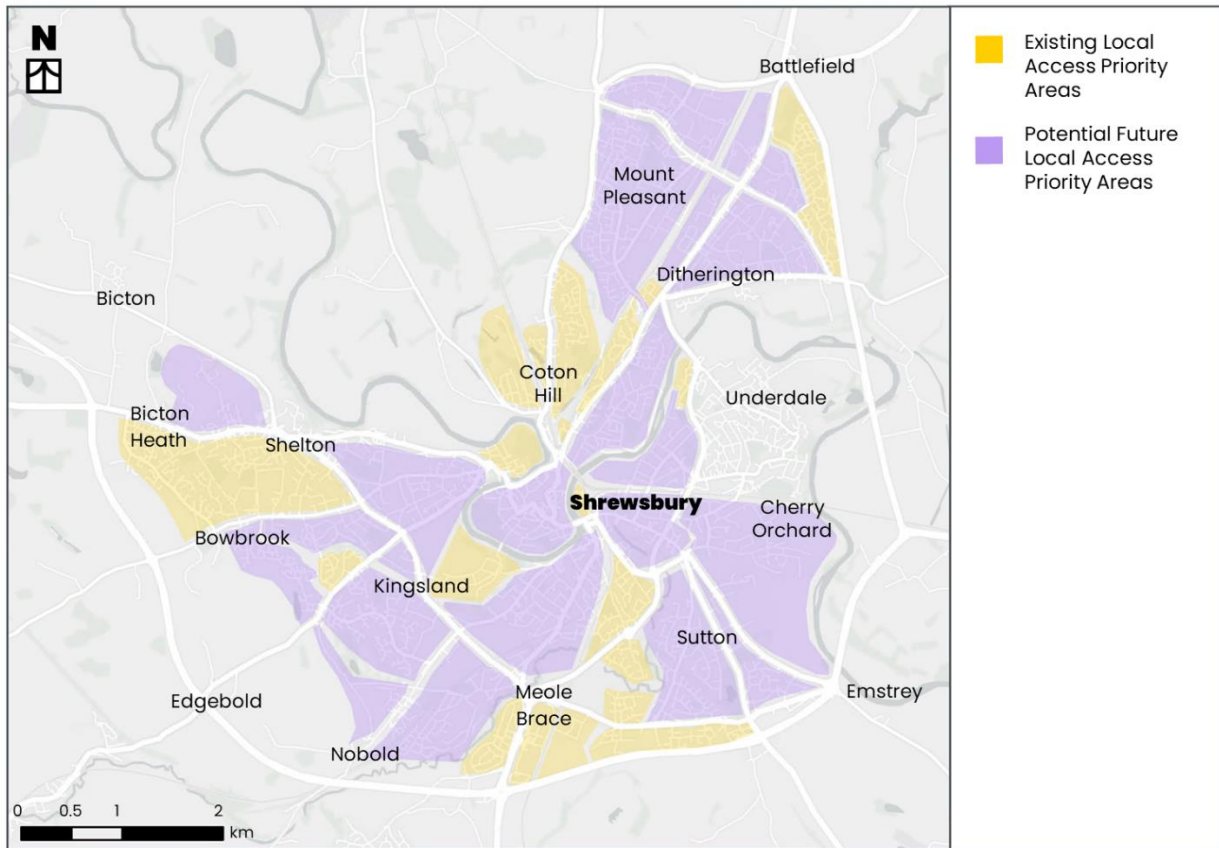 N
Battlefield
Mount
Pleasant
Ditherington
Bicton
Coton
Hill
Underdale
Bicton
Heath
Shelton
Shrewsbury
Cherry
Orchard
Bowbrook
Kingsland
Sutton
Edgebold
Meole
Brace
Emstrey
Nobold
0 0.5 1 2
km
Existing Local
Access Priority
Areas
Potential Future
Local Access
Priority Areas